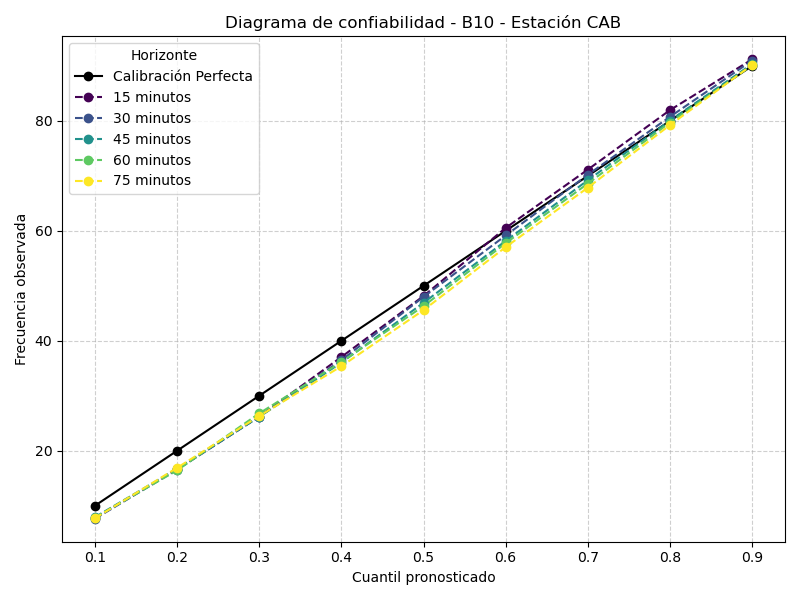 Diagrama de confiabilidad - B10 - Estación CAB
Horizonte
Calibración Perfecta
15 minutos
30 minutos
45 minutos
60 minutos
75 minutos
Frecuencia observada
80
60
40
20
0.1 0.2 0.3 0.4 0.5 0.6 0.7 0.8 0.9
Cuantil pronosticado